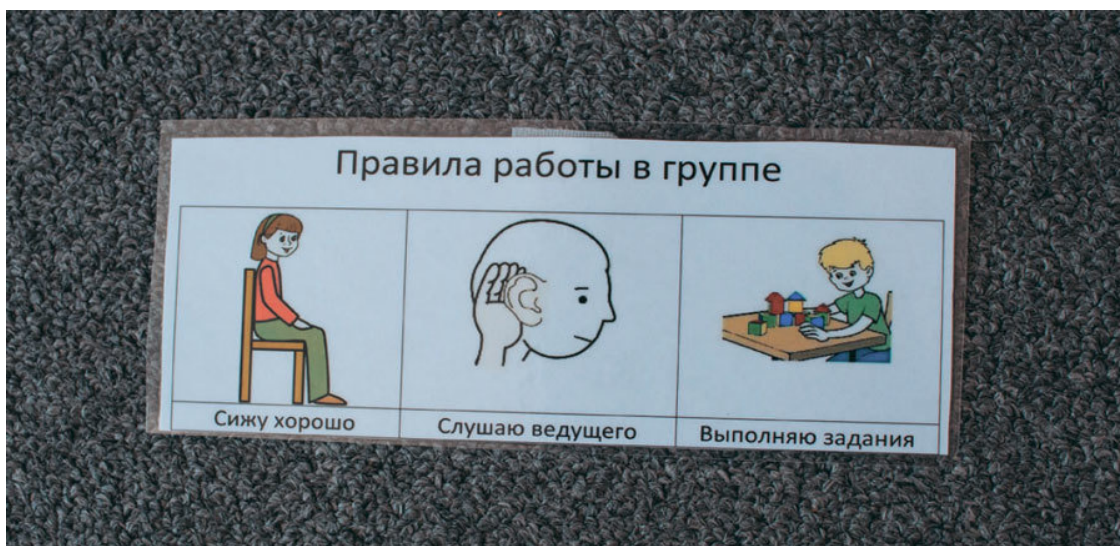 Правила работы в группе
Сижу хорошо
Слушаю ведущего
Выполняю задания